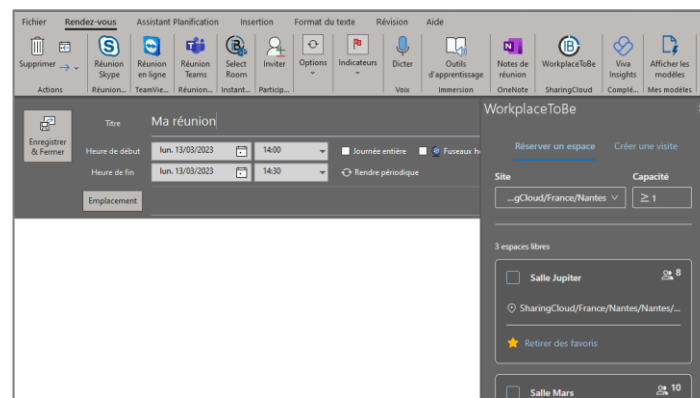 Fichier Rendez-vous Assistant Planification Insertion Format du texte Révision Aide
Supprimer
Réunion Skype
Réunion en ligne
Réunion Teams
Select Room
Inviter
Options
Indicateurs
Dicter
Outils d'apprentissage
Notes de réunion
WorkplaceToBe
Viva Insights
Afficher les modèles
Actions Réunion... TeamVie... Réunion... Instant... Particip... Voix Immersion OneNote SharingCloud Complé... Mes modèles
Enregistrer & Fermer
Titre Ma réunion
Heure de début lun. 13/03/2023 14:00 Journée entière Fuseaux h
Heure de fin lun. 13/03/2023 14:30 Rendre périodique
Emplacement
WorkplaceToBe
Réserver un espace Créer une visite
Site Capacité
...gCloud/France/Nantes ≥ 1
3 espaces libres
Salle Jupiter 8
SharingCloud/France/Nantes/Nantes/...
Retirer des favoris
Salle Mars 10